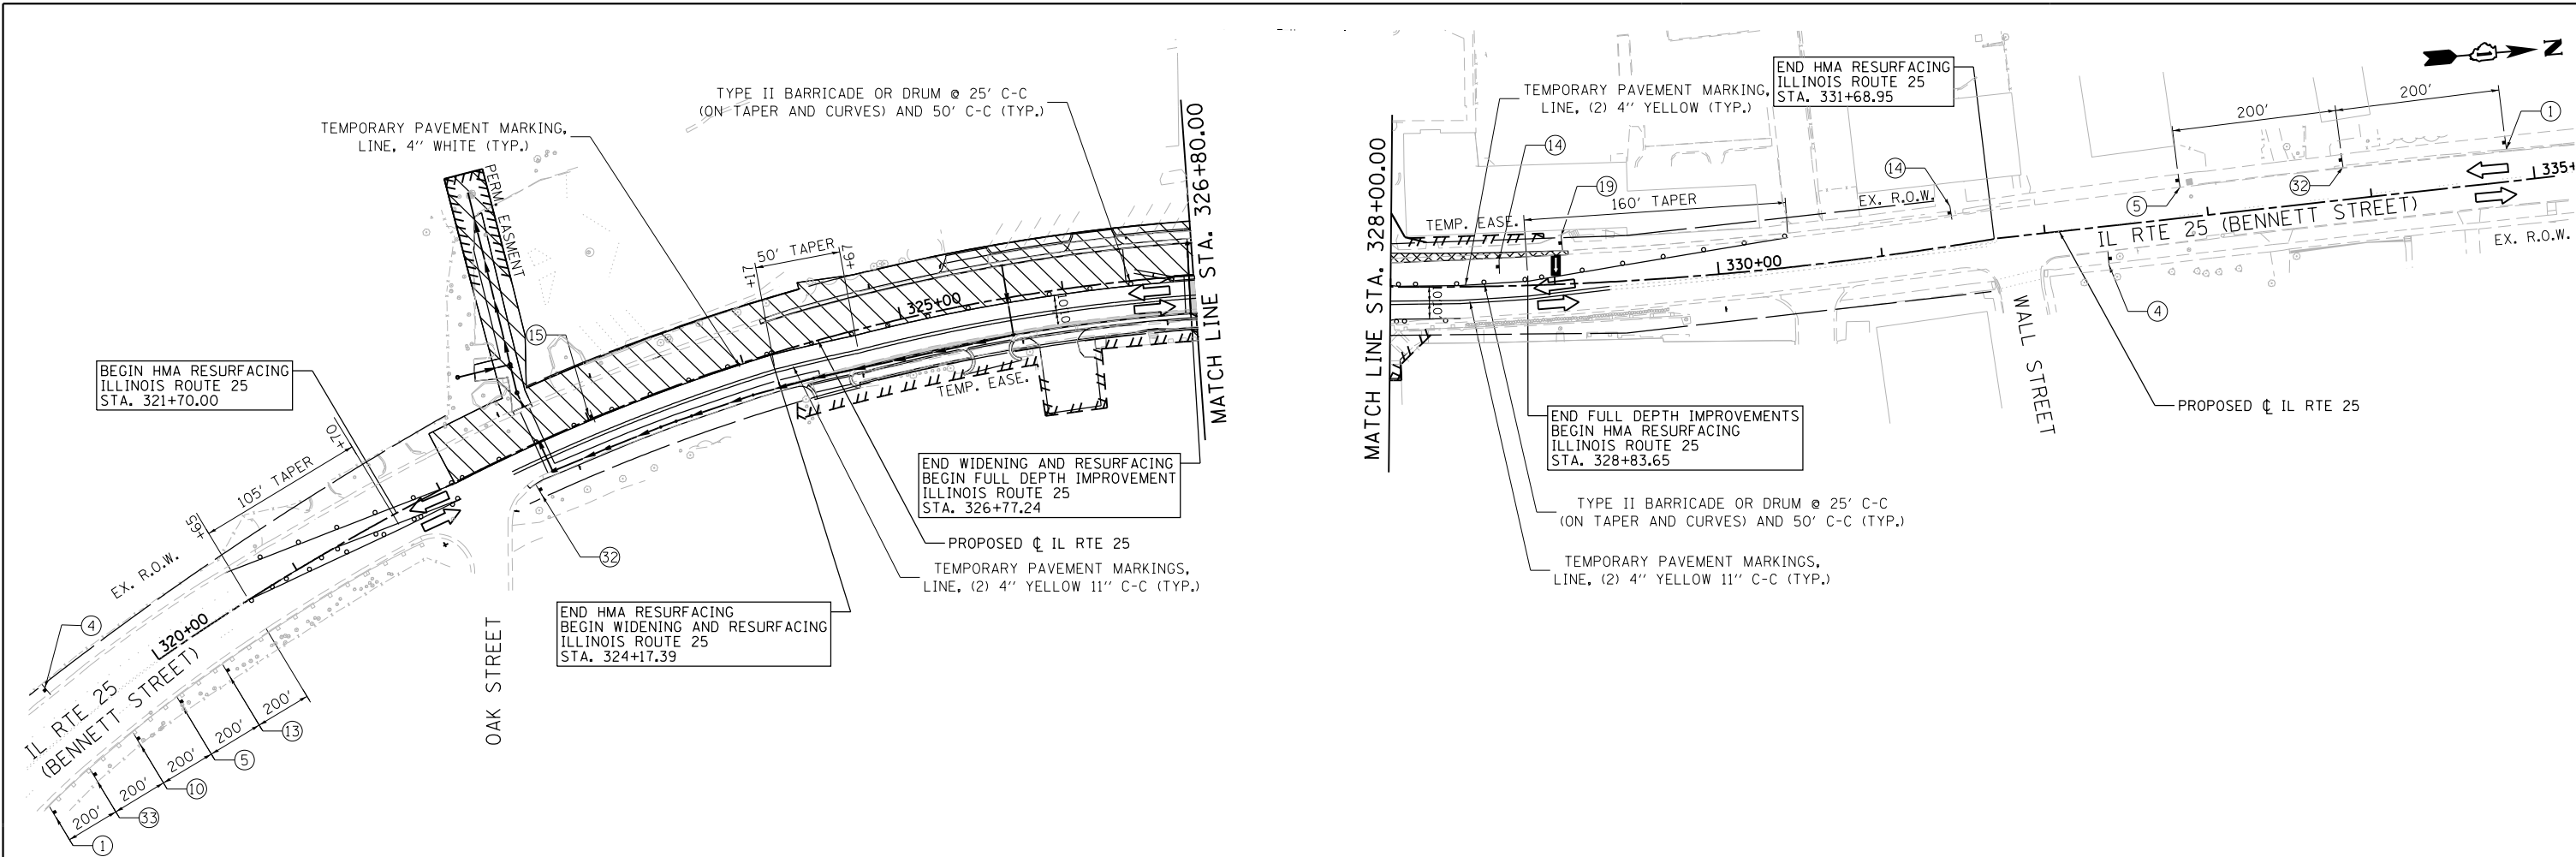 TYPE II BARRICADE OR DRUM @ 25' C-C
(ON TAPER AND CURVES) AND 50' C-C (TYP.)
TEMPORARY PAVEMENT MARKING,
LINE, 4'' WHITE (TYP.)
PERM. EASMENT
50' TAPER
+17
+67
325+00
15
BEGIN HMA RESURFACING
ILLINOIS ROUTE 25
STA. 321+70.00
+70
105' TAPER
+65
EX. R.O.W.
4
320+00
IL RTE 25
(BENNETT STREET)
200'
200'
200'
200'
200'
13
5
10
33
1
OAK STREET
32
TEMP. EASE.
MATCH LINE STA. 326+80.00
END WIDENING AND RESURFACING
BEGIN FULL DEPTH IMPROVEMENT
ILLINOIS ROUTE 25
STA. 326+77.24
PROPOSED ℄ IL RTE 25
TEMPORARY PAVEMENT MARKINGS,
LINE, (2) 4'' YELLOW 11'' C-C (TYP.)
END HMA RESURFACING
BEGIN WIDENING AND RESURFACING
ILLINOIS ROUTE 25
STA. 324+17.39
MATCH LINE STA. 328+00.00
TEMPORARY PAVEMENT MARKING,
LINE, (2) 4'' YELLOW (TYP.)
END HMA RESURFACING
ILLINOIS ROUTE 25
STA. 331+68.95
14
19
14
160' TAPER
TEMP. EASE.
EX. R.O.W.
330+00
WALL STREET
IL RTE 25 (BENNETT STREET)
200'
200'
1
5
32
4
335+
EX. R.O.W.
N
PROPOSED ℄ IL RTE 25
END FULL DEPTH IMPROVEMENTS
BEGIN HMA RESURFACING
ILLINOIS ROUTE 25
STA. 328+83.65
TYPE II BARRICADE OR DRUM @ 25' C-C
(ON TAPER AND CURVES) AND 50' C-C (TYP.)
TEMPORARY PAVEMENT MARKINGS,
LINE, (2) 4'' YELLOW 11'' C-C (TYP.)